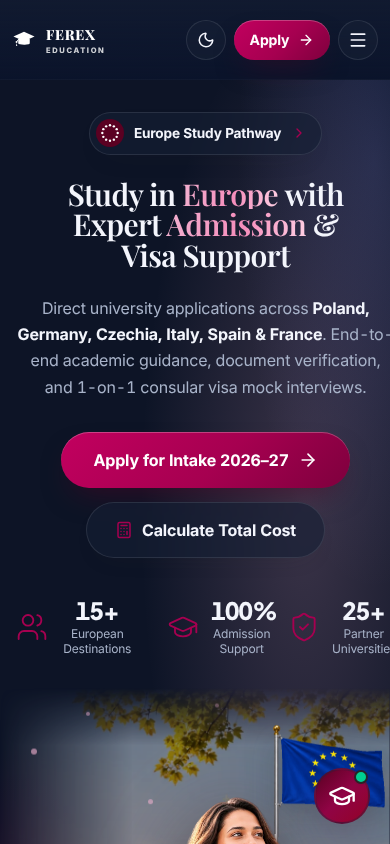 FEREX
EDUCATION
Apply
Europe Study Pathway
Study in Europe with
Expert Admission &
Visa Support
Direct university applications across Poland,
Germany, Czechia, Italy, Spain & France. End-to-
end academic guidance, document verification,
and 1-on-1 consular visa mock interviews.
Apply for Intake 2026–27
Calculate Total Cost
15+
European
Destinations
100%
Admission
Support
25+
Partner
Universitie